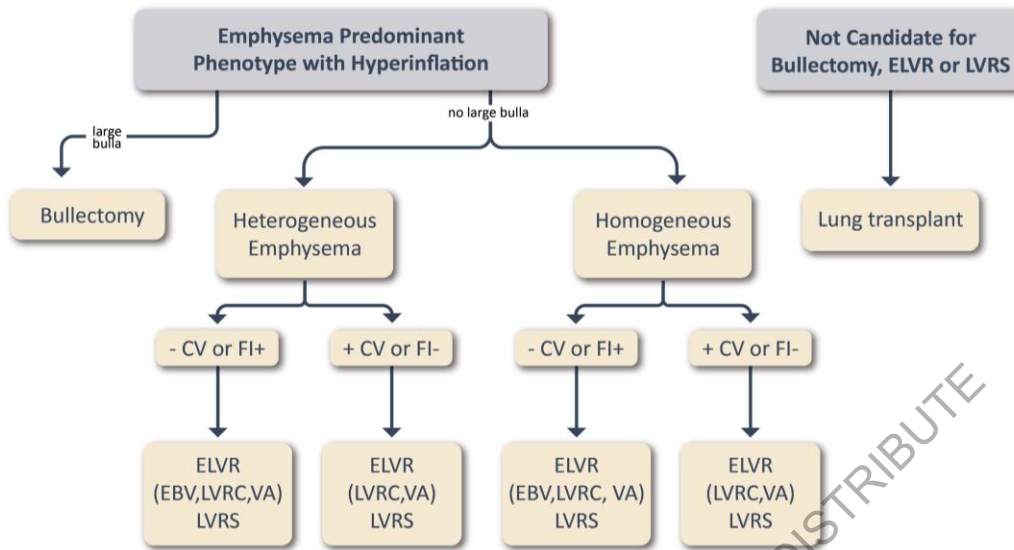 Emphysema Predominant
Phenotype with Hyperinflation
Not Candidate for
Bullectomy, ELVR or LVRS
large
bulla
no large bulla
Bullectomy
Heterogeneous
Emphysema
Homogeneous
Emphysema
Lung transplant
- CV or FI+
+ CV or FI-
- CV or FI+
+ CV or FI-
ELVR
(EBV,LVRC,VA)
LVRS
ELVR
(LVRC,VA)
LVRS
ELVR
(EBV,LVRC, VA)
LVRS
ELVR
(LVRC,VA)
LVRS
DISTRIBUTE